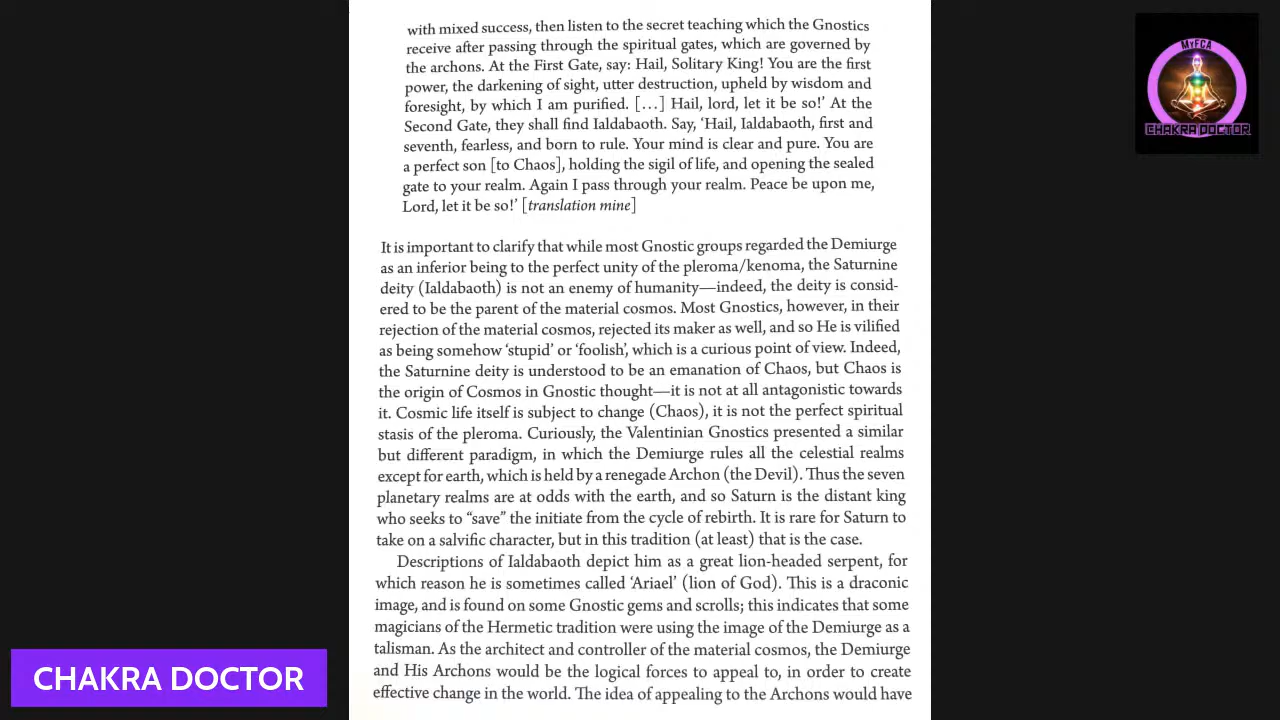 with mixed success, then listen to the secret teaching which the Gnostics
receive after passing through the spiritual gates, which are governed by
the archons. At the First Gate, say: Hail, Solitary King! You are the first
power, the darkening of sight, utter destruction, upheld by wisdom and
foresight, by which I am purified. […] Hail, lord, let it be so!’ At the
Second Gate, they shall find Ialdabaoth. Say, ‘Hail, Ialdabaoth, first and
seventh, fearless, and born to rule. Your mind is clear and pure. You are
a perfect son [to Chaos], holding the sigil of life, and opening the sealed
gate to your realm. Again I pass through your realm. Peace be upon me,
Lord, let it be so!’ [translation mine]
It is important to clarify that while most Gnostic groups regarded the Demiurge
as an inferior being to the perfect unity of the pleroma/kenoma, the Saturnine
deity (Ialdabaoth) is not an enemy of humanity—indeed, the deity is consid-
ered to be the parent of the material cosmos. Most Gnostics, however, in their
rejection of the material cosmos, rejected its maker as well, and so He is vilified
as being somehow ‘stupid’ or ‘foolish’, which is a curious point of view. Indeed,
the Saturnine deity is understood to be an emanation of Chaos, but Chaos is
the origin of Cosmos in Gnostic thought—it is not at all antagonistic towards
it. Cosmic life itself is subject to change (Chaos), it is not the perfect spiritual
stasis of the pleroma. Curiously, the Valentinian Gnostics presented a similar
but different paradigm, in which the Demiurge rules all the celestial realms
except for earth, which is held by a renegade Archon (the Devil). Thus the seven
planetary realms are at odds with the earth, and so Saturn is the distant king
who seeks to “save” the initiate from the cycle of rebirth. It is rare for Saturn to
take on a salvific character, but in this tradition (at least) that is the case.
Descriptions of Ialdabaoth depict him as a great lion-headed serpent, for
which reason he is sometimes called ‘Ariael’ (lion of God). This is a draconic
image, and is found on some Gnostic gems and scrolls; this indicates that some
magicians of the Hermetic tradition were using the image of the Demiurge as a
talisman. As the architect and controller of the material cosmos, the Demiurge
and His Archons would be the logical forces to appeal to, in order to create
effective change in the world. The idea of appealing to the Archons would have
MYFCA
CHAKRA DOCTOR
CHAKRA DOCTOR